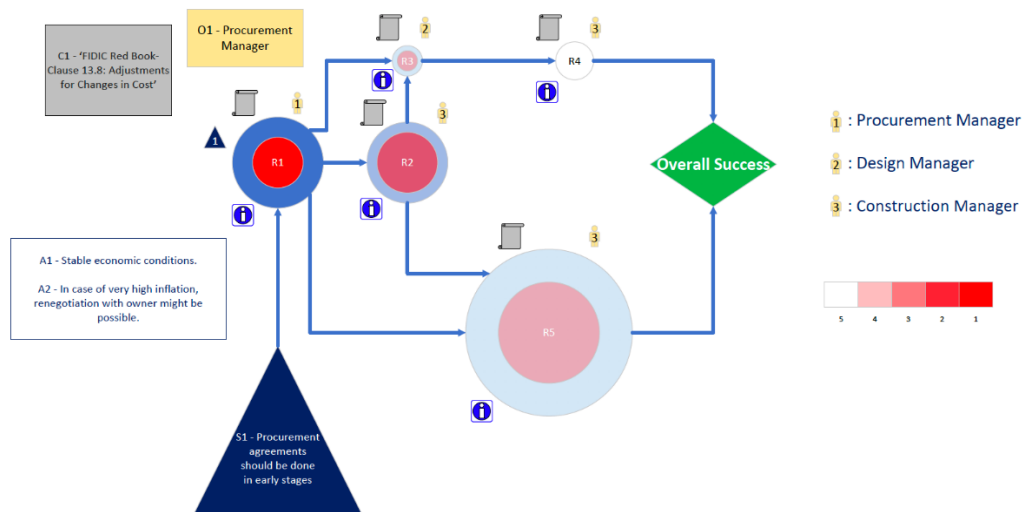 C1 - ‘FIDIC Red Book-
Clause 13.8: Adjustments
for Changes in Cost’
O1 - Procurement
Manager
2
3
R3
R4
1
3
1
R1
R2
Overall Success
1 : Procurement Manager
2 : Design Manager
3 : Construction Manager
A1 - Stable economic conditions.
A2 - In case of very high inflation,
renegotiation with owner might be
possible.
3
R5
5 4 3 2 1
S1 - Procurement
agreements
should be done
in early stages